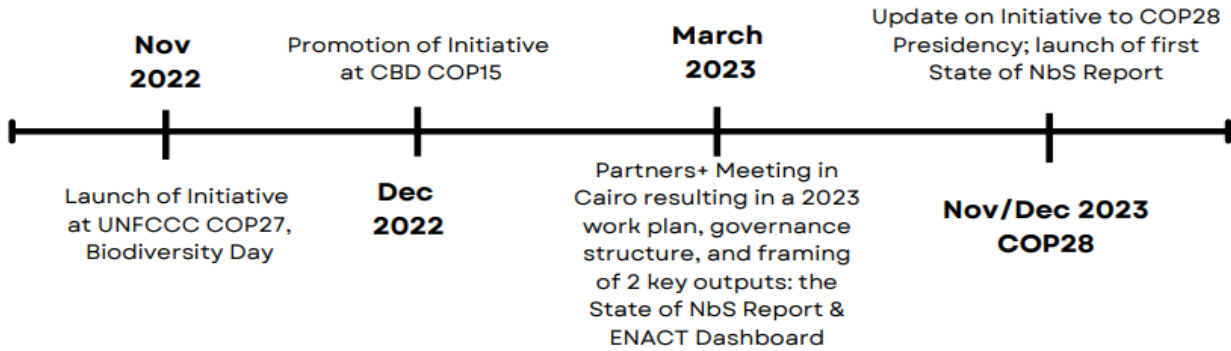 Nov
2022
Launch of Initiative
at UNFCCC COP27,
Biodiversity Day
Promotion of Initiative
at CBD COP15
Dec
2022
March
2023
Partners+ Meeting in
Cairo resulting in a 2023
work plan, governance
structure, and framing
of 2 key outputs: the
State of NbS Report &
ENACT Dashboard
Update on Initiative to COP28
Presidency; launch of first
State of NbS Report
Nov/Dec 2023
COP28